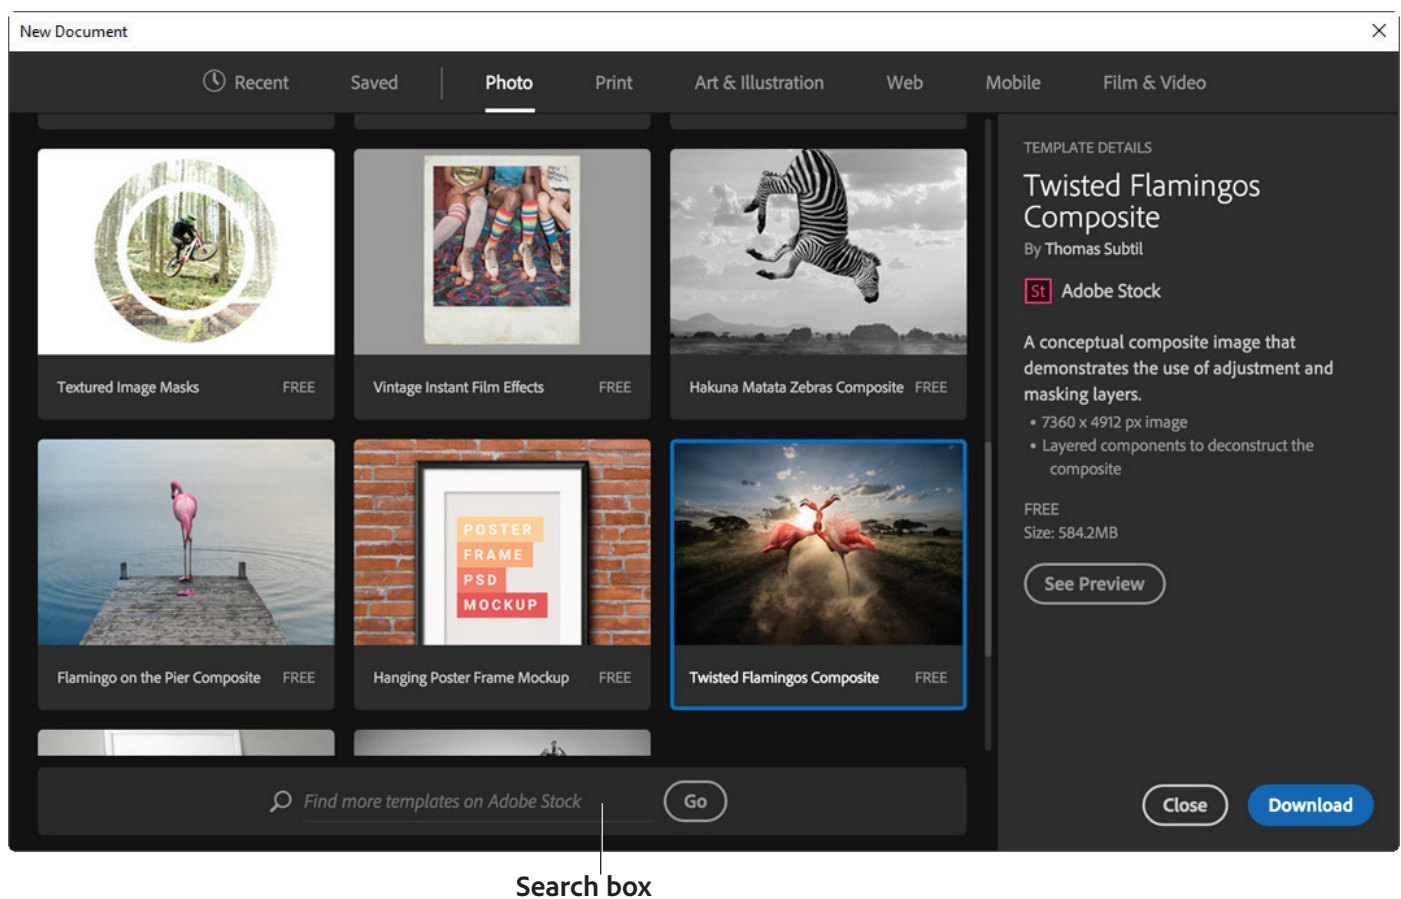 New Document
Recent Saved Photo Print Art & Illustration Web Mobile Film & Video
Textured Image Masks FREE
Vintage Instant Film Effects FREE
Hakuna Matata Zebras Composite FREE
POSTER
FRAME
PSD
MOCKUP
Flamingo on the Pier Composite FREE
Hanging Poster Frame Mockup FREE
Twisted Flamingos Composite FREE
Find more templates on Adobe Stock Go
TEMPLATE DETAILS
Twisted Flamingos
Composite
By Thomas Subtil
St Adobe Stock
A conceptual composite image that
demonstrates the use of adjustment and
masking layers.
• 7360 x 4912 px image
• Layered components to deconstruct the
composite
FREE
Size: 584.2MB
See Preview
Close Download
Search box